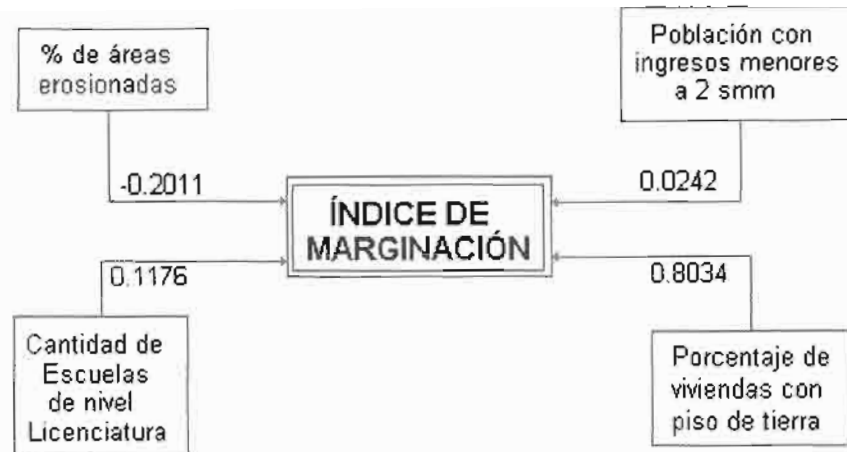 % de áreas
erosionadas
Población con
ingresos menores
a 2 smm
-0.2011
0.0242
ÍNDICE DE
MARGINACIÓN
0.1176
0.8034
Cantidad de
Escuelas
de nivel
Licenciatura
Porcentaje de
viviendas con
piso de tierra